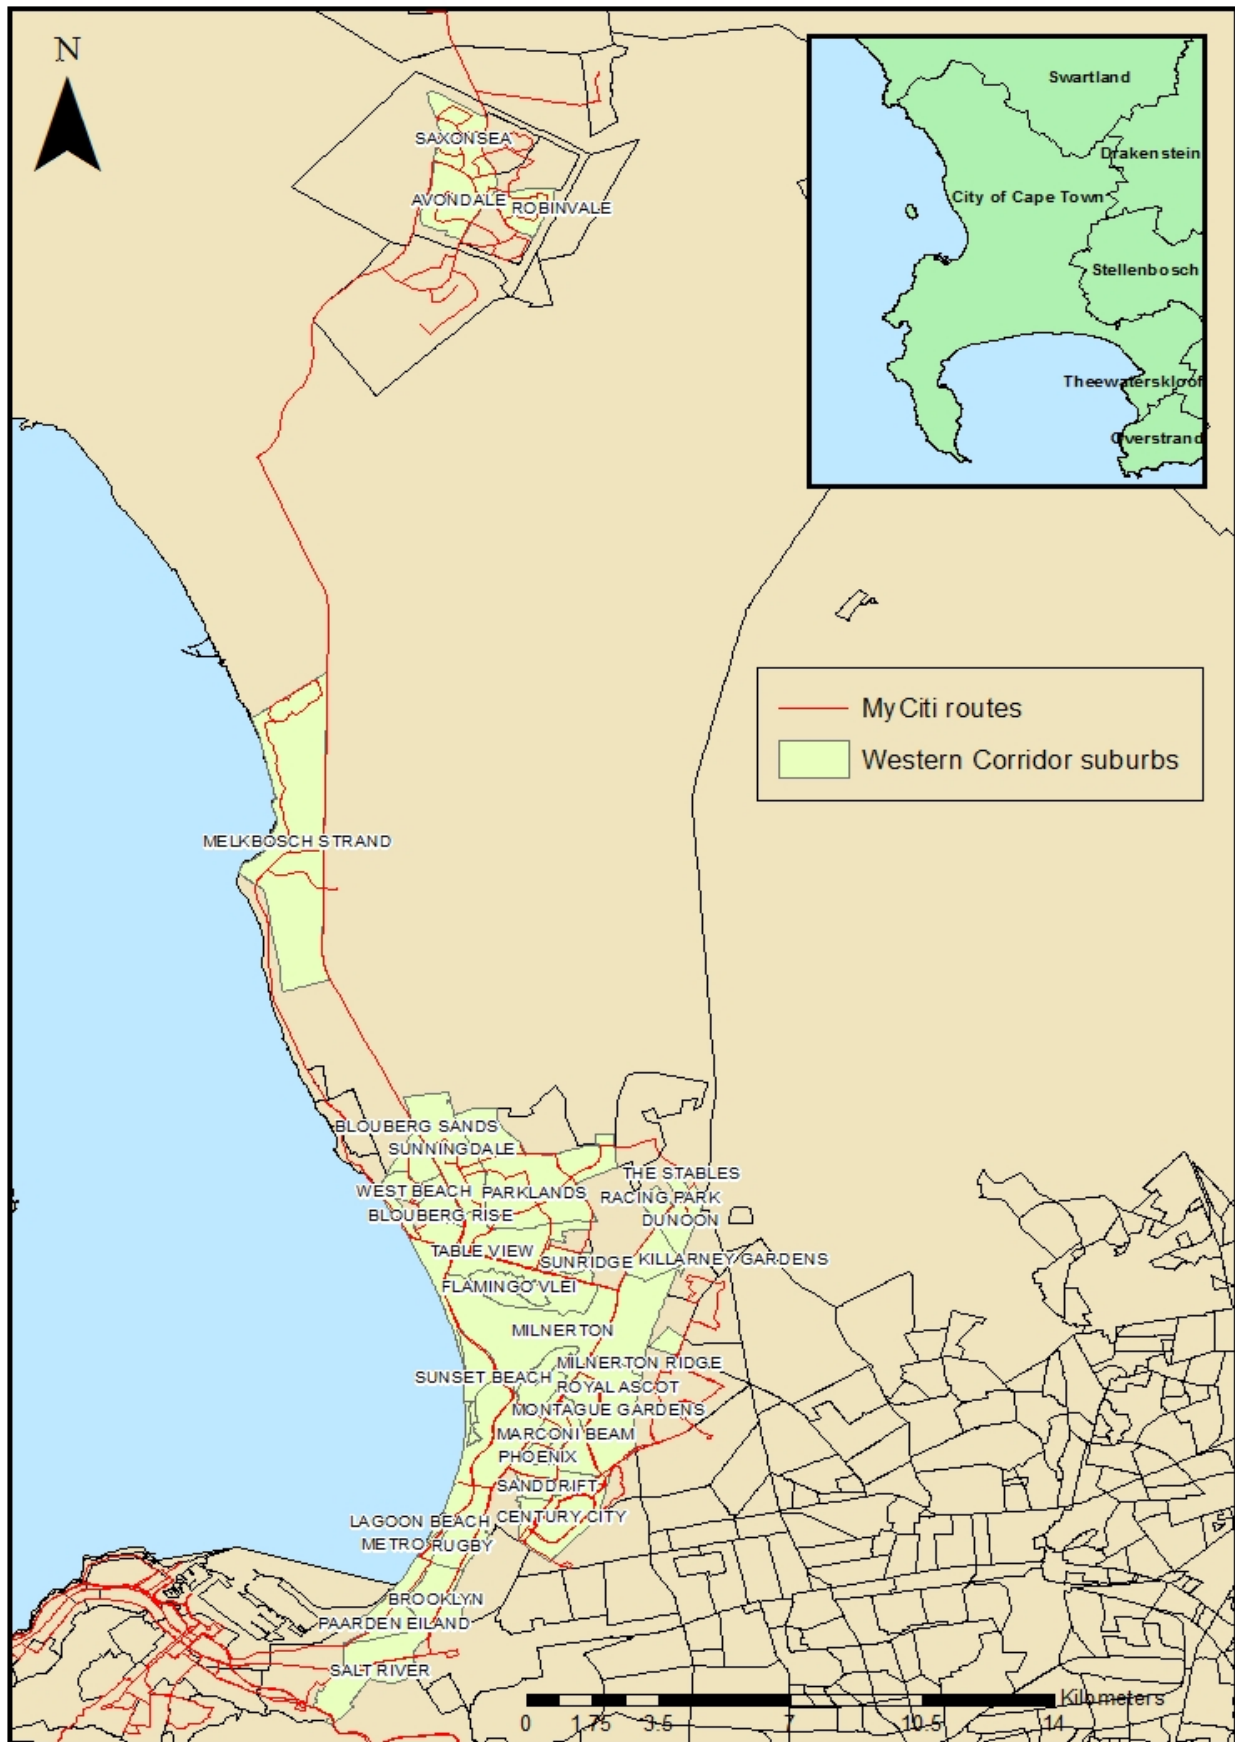 N
Swartland
Drakenstein
City of Cape Town
Stellenbosch
Theewaterskloof
Overstrand
SAXONSEA
AVONDALE
ROBINVALE
MyCiti routes
Western Corridor suburbs
MELKBOSCH STRAND
BLOUBERG SANDS
SUNNINGDALE
THE STABLES
WEST BEACH
PARKLANDS
RACING PARK
BLOUBERG RISE
DUNOON
TABLE VIEW
SUNRIDGE
KILLARNEY GARDENS
FLAMINGO VLEI
MILNERTON
MILNERTON RIDGE
SUNSET BEACH
ROYAL ASCOT
MONTAGUE GARDENS
MARCONI BEAM
PHOENIX
SANDDRIFT
LAGOON BEACH
CENTURY CITY
METRO
RUGBY
BROOKLYN
PAARDEN EILAND
SALT RIVER
Kilometers
0 1.75 3.5 7 10.5 14